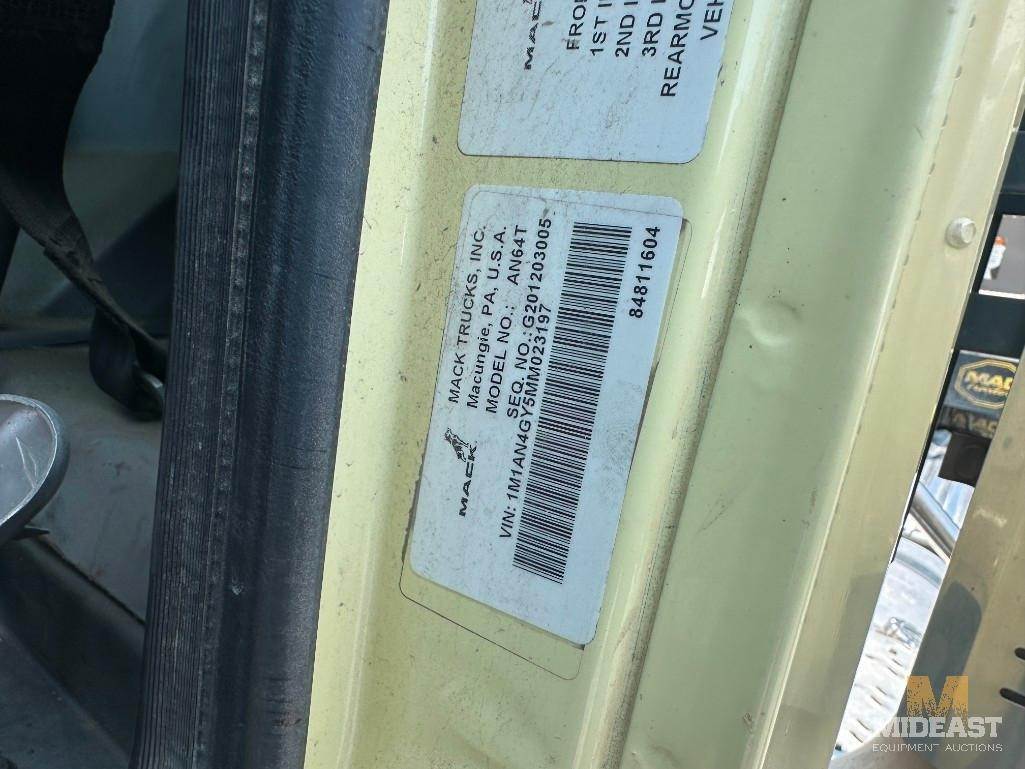 MACK
FRO
1ST I
2ND I
3RD
REARMO
VEH
MACK
MACK TRUCKS, INC.
Macungie, PA, U.S.A.
MODEL NO.: AN64T
SEQ. NO.: G201203005
VIN: 1M1AN4GY5MM023197
84811604
MIDEAST
EQUIPMENT AUCTIONS